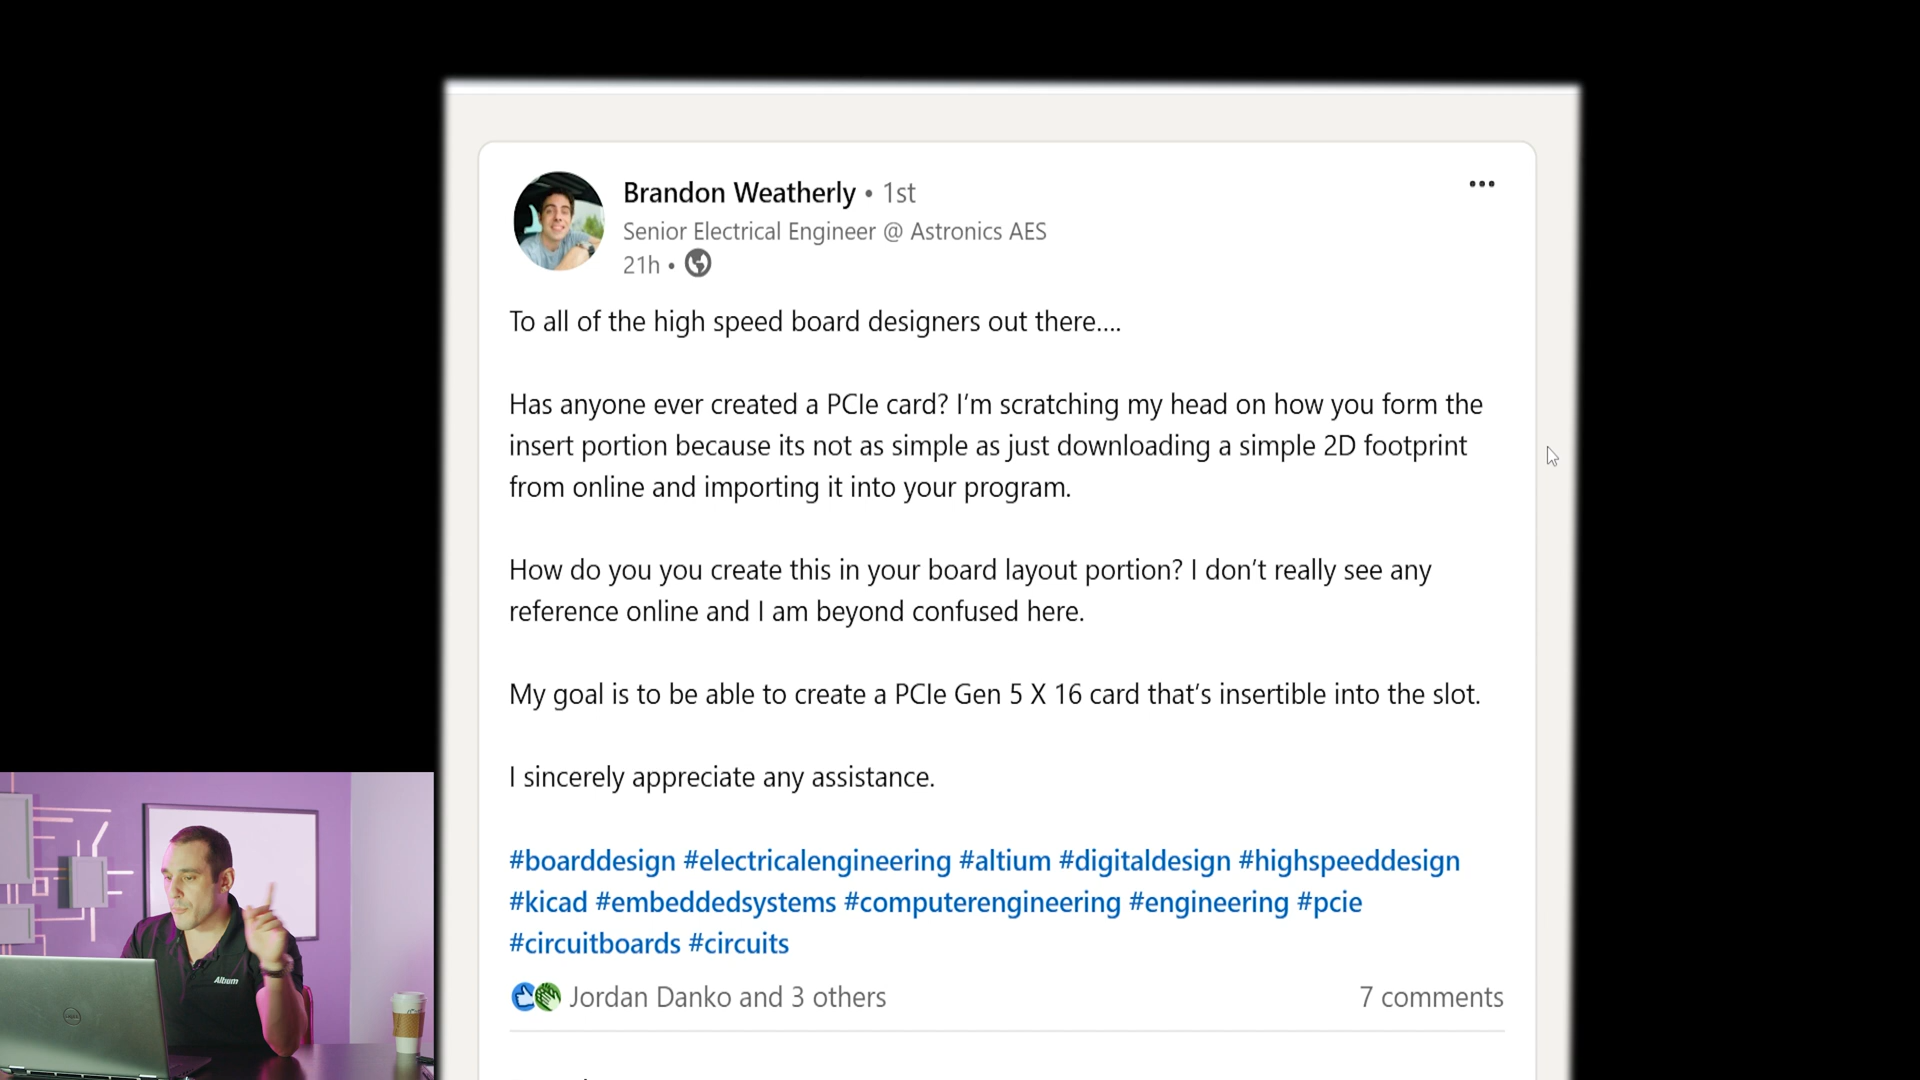 Brandon Weatherly • 1st
Senior Electrical Engineer @ Astronics AES
21h •
To all of the high speed board designers out there....
Has anyone ever created a PCIe card? I'm scratching my head on how you form the
insert portion because its not as simple as just downloading a simple 2D footprint
from online and importing it into your program.
How do you you create this in your board layout portion? I don't really see any
reference online and I am beyond confused here.
My goal is to be able to create a PCIe Gen 5 X 16 card that's insertible into the slot.
I sincerely appreciate any assistance.
#boarddesign #electricalengineering #altium #digitaldesign #highspeeddesign
#kicad #embeddedsystems #computerengineering #engineering #pcie
#circuitboards #circuits
Jordan Danko and 3 others
7 comments
Altium